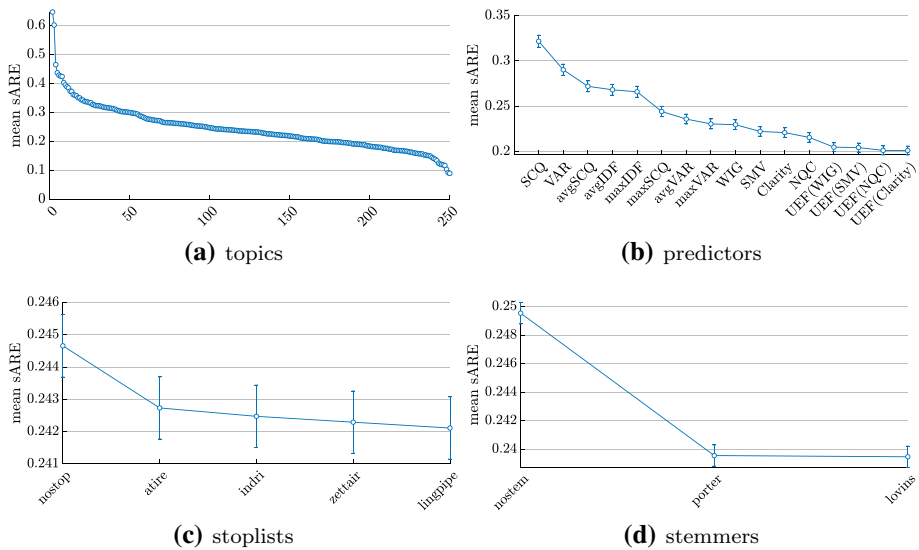 mean sARE
0.6
0.5
0.4
0.3
0.2
0.1
0
0
50
100
150
200
250
(a) topics
mean sARE
0.35
0.3
0.25
0.2
SCQ
VAR
avgSCQ
avgIDF
maxIDF
maxSCQ
avgVAR
maxVAR
WIG
SMV
Clarity
NQC
UEF(WIG)
UEF(SMV)
UEF(NQC)
UEF(Clarity)
(b) predictors
mean sARE
0.246
0.245
0.244
0.243
0.242
0.241
nostop
atire
indri
zettair
lingpipe
(c) stoplists
mean sARE
0.25
0.248
0.246
0.244
0.242
0.24
nostem
porter
lovins
(d) stemmers